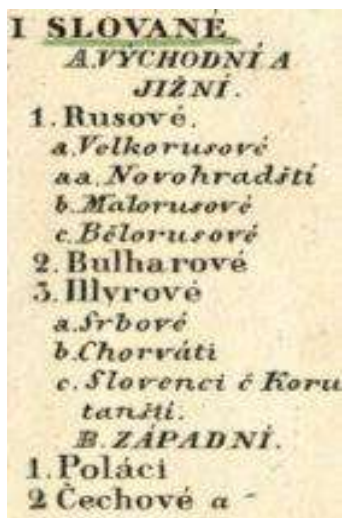 I SLOVANÉ
A.VÝCHODNÍ A
JIŽNÍ.
1. Rusové.
a.Velkorusové
aa.Novohradští
b.Malorusové
c.Bělorusové
2. Bulharové
3. Illyrové
a.Srbové
b.Chorváti
c.Slovenci č Koru
tanští.
B. ZÁPADNÍ.
1. Poláci
2 Čechové a